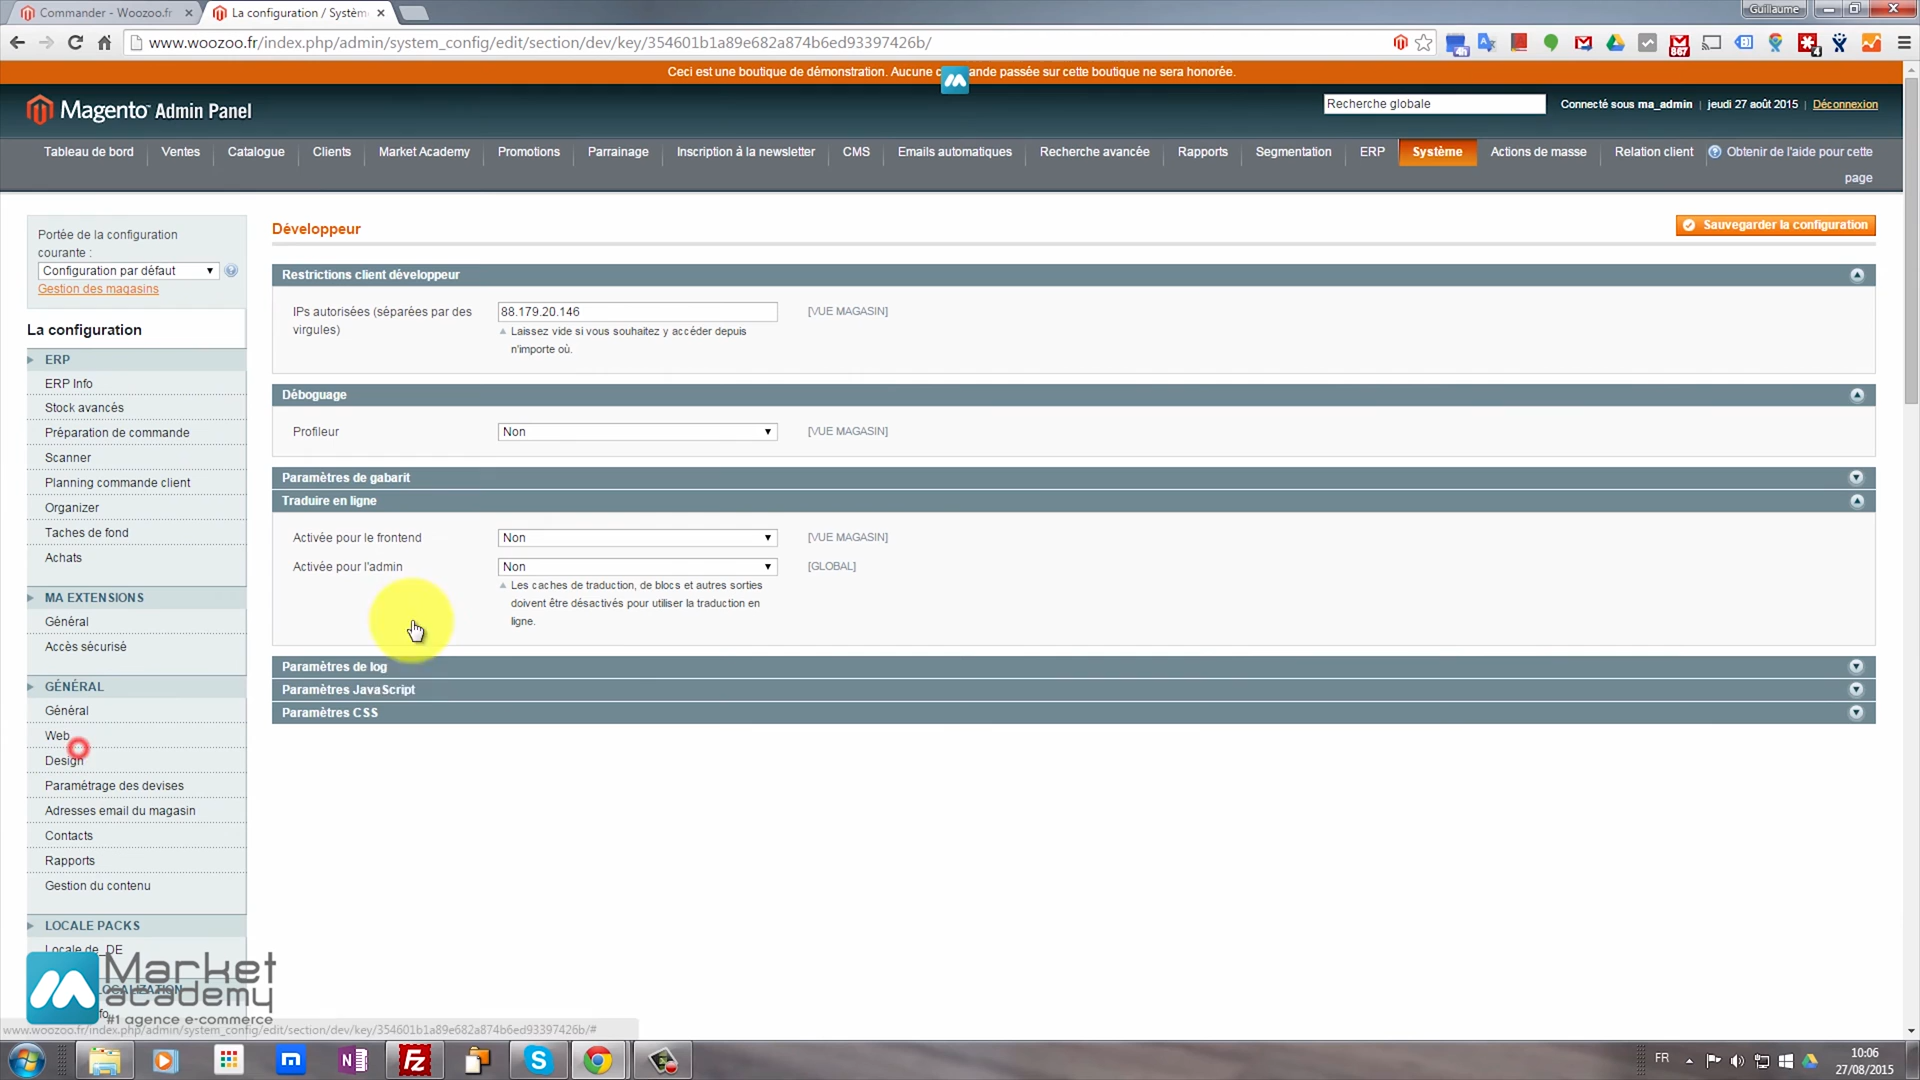 Commander - Woozoo.fr
La configuration / Systèm
Guillaume
www.woozoo.fr/index.php/admin/system_config/edit/section/dev/key/354601b1a89e682a874b6ed93397426b/
Ceci est une boutique de démonstration. Aucune c ande passée sur cette boutique ne sera honorée.
Magento Admin Panel
Recherche globale
Connecté sous ma_admin | jeudi 27 août 2015 | Déconnexion
Tableau de bord
Ventes
Catalogue
Clients
Market Academy
Promotions
Parrainage
Inscription à la newsletter
CMS
Emails automatiques
Recherche avancée
Rapports
Segmentation
ERP
Système
Actions de masse
Relation client
Obtenir de l'aide pour cette
page
Portée de la configuration
courante :
Configuration par défaut
Gestion des magasins
La configuration
ERP
ERP Info
Stock avancés
Préparation de commande
Scanner
Planning commande client
Organizer
Taches de fond
Achats
MA EXTENSIONS
Général
Accès sécurisé
GÉNÉRAL
Général
Web
Design
Paramétrage des devises
Adresses email du magasin
Contacts
Rapports
Gestion du contenu
LOCALE PACKS
Locale de_DE
Développeur
Sauvegarder la configuration
Restrictions client développeur
IPs autorisées (séparées par des
virgules)
88.179.20.146
[VUE MAGASIN]
Laissez vide si vous souhaitez y accéder depuis
n'importe où.
Déboguage
Profileur
Non
[VUE MAGASIN]
Paramètres de gabarit
Traduire en ligne
Activée pour le frontend
Non
[VUE MAGASIN]
Activée pour l'admin
Non
[GLOBAL]
Les caches de traduction, de blocs et autres sorties
doivent être désactivés pour utiliser la traduction en
ligne.
Paramètres de log
Paramètres JavaScript
Paramètres CSS
Market
academy
#1 agence e-commerce
www.woozoo.fr/index.php/admin/system_config/edit/section/dev/key/354601b1a89e682a874b6ed93397426b/#
FR
10:06
27/08/2015